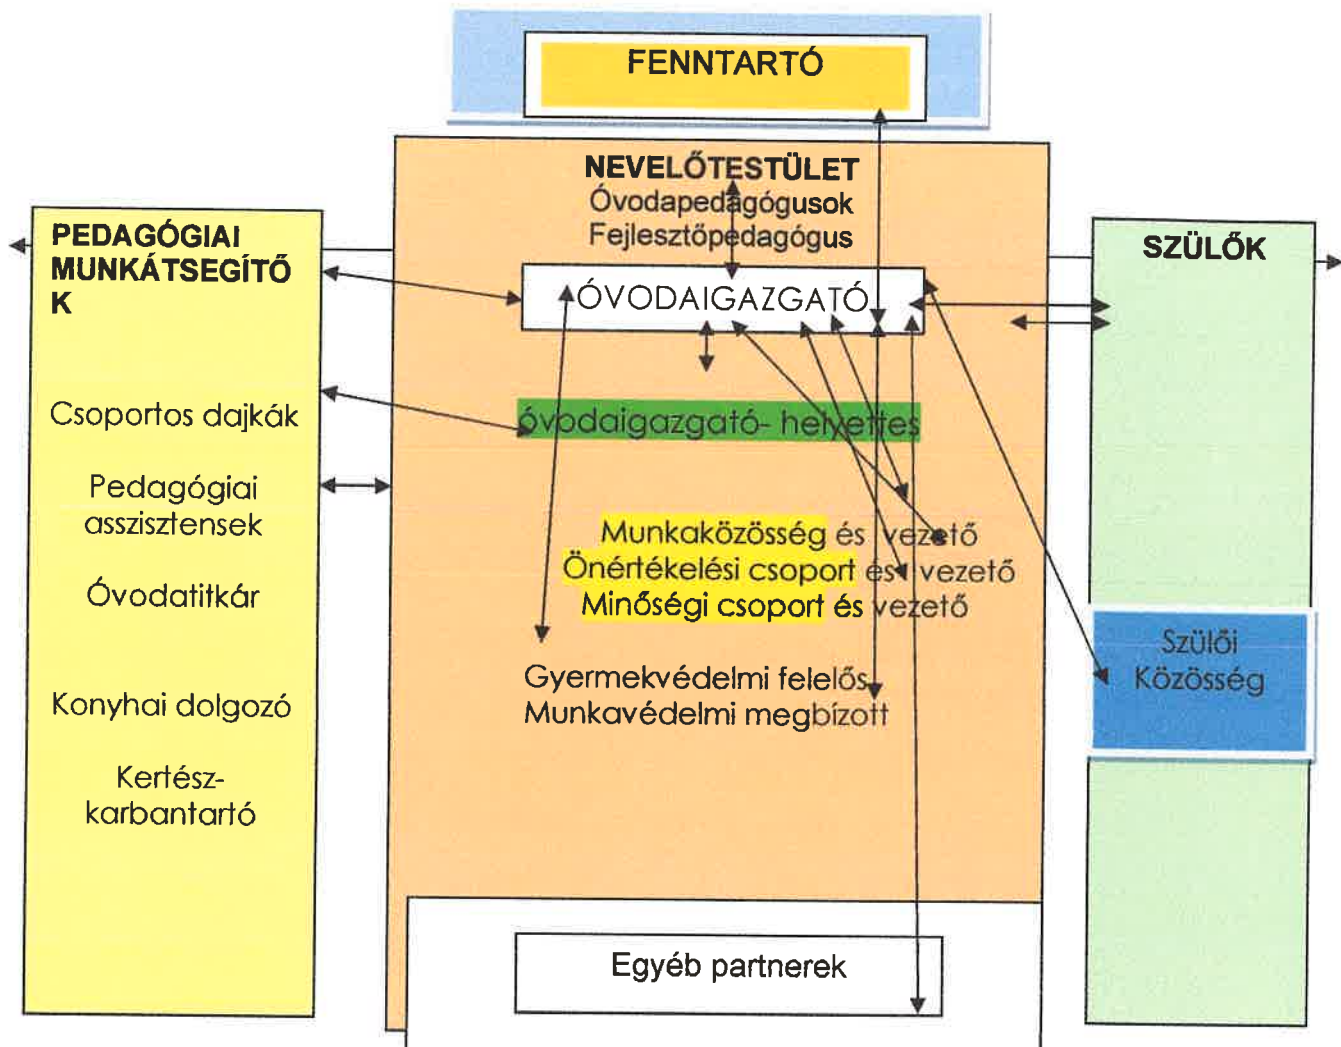 FENNTARTÓ
NEVELŐTESTÜLET
Óvodapedagógusok
Fejlesztőpedagógus
ÓVODAIGAZGATÓ
óvodaigazgató- helyettes
Munkaközösség és vezető
Önértékelési csoport és vezető
Minőségi csoport és vezető
Gyermekvédelmi felelős
Munkavédelmi megbízott
Egyéb partnerek
PEDAGÓGIAI
MUNKÁTSEGÍTŐ
K
Csoportos dajkák
Pedagógiai
asszisztensek
Óvodatitkár
Konyhai dolgozó
Kertész-
karbantartó
SZÜLŐK
Szülői
Közösség